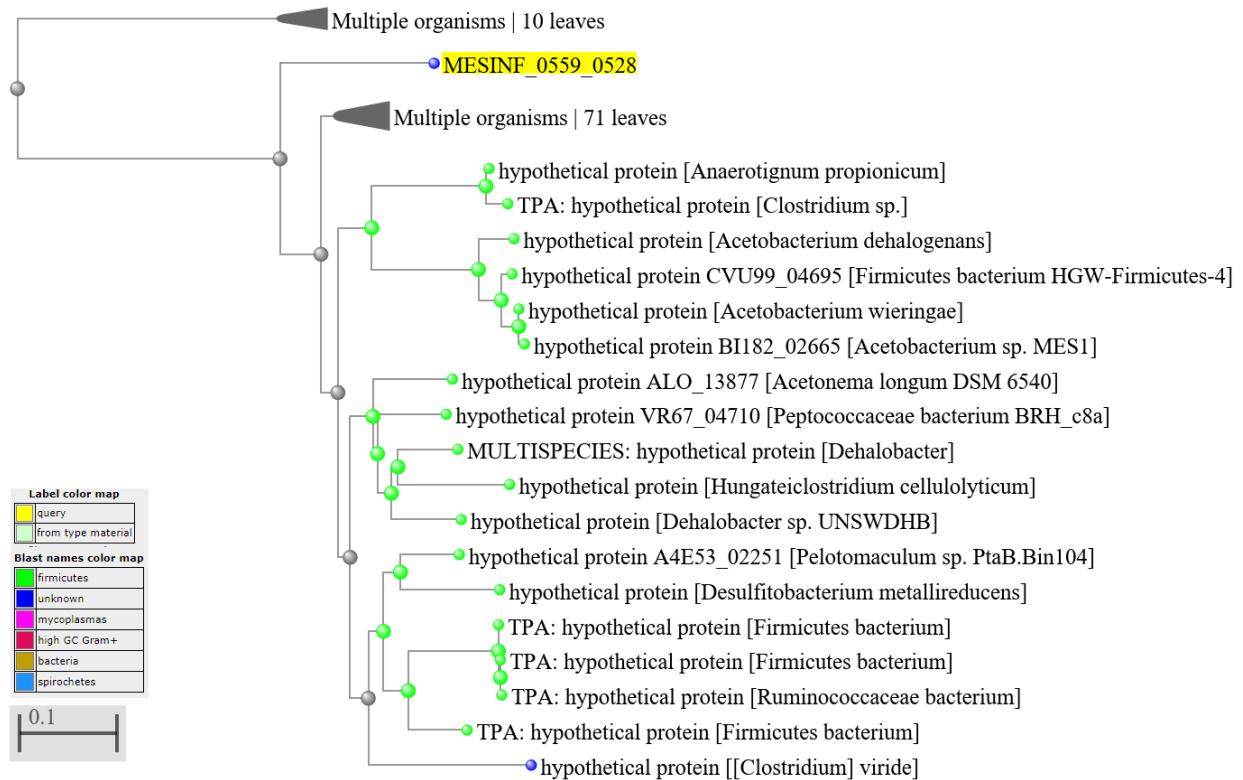 Multiple organisms | 10 leaves
MESINF_0559_0528
Multiple organisms | 71 leaves
hypothetical protein [Anaerotignum propionicum]
TPA: hypothetical protein [Clostridium sp.]
hypothetical protein [Acetobacterium dehalogenans]
hypothetical protein CVU99_04695 [Firmicutes bacterium HGW-Firmicutes-4]
hypothetical protein [Acetobacterium wieringae]
hypothetical protein BI182_02665 [Acetobacterium sp. MES1]
hypothetical protein ALO_13877 [Acetonema longum DSM 6540]
hypothetical protein VR67_04710 [Peptococcaceae bacterium BRH_c8a]
MULTISPECIES: hypothetical protein [Dehalobacter]
hypothetical protein [Hungateiclostridium cellulolyticum]
hypothetical protein [Dehalobacter sp. UNSWDHB]
hypothetical protein A4E53_02251 [Pelotomaculum sp. PtaB.Bin104]
hypothetical protein [Desulfitobacterium metallireducens]
TPA: hypothetical protein [Firmicutes bacterium]
TPA: hypothetical protein [Firmicutes bacterium]
TPA: hypothetical protein [Ruminococcaceae bacterium]
TPA: hypothetical protein [Firmicutes bacterium]
hypothetical protein [[Clostridium] viride]
Label color map
query
from type material
Blast names color map
firmicutes
unknown
mycoplasmas
high GC Gram+
bacteria
spirochetes
0.1